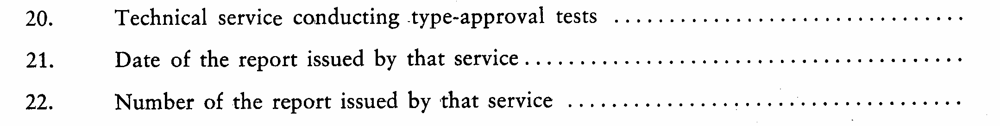 20. Technical service conducting type-approval tests ................................
21. Date of the report issued by that service ........................................
22. Number of the report issued by that service ....................................